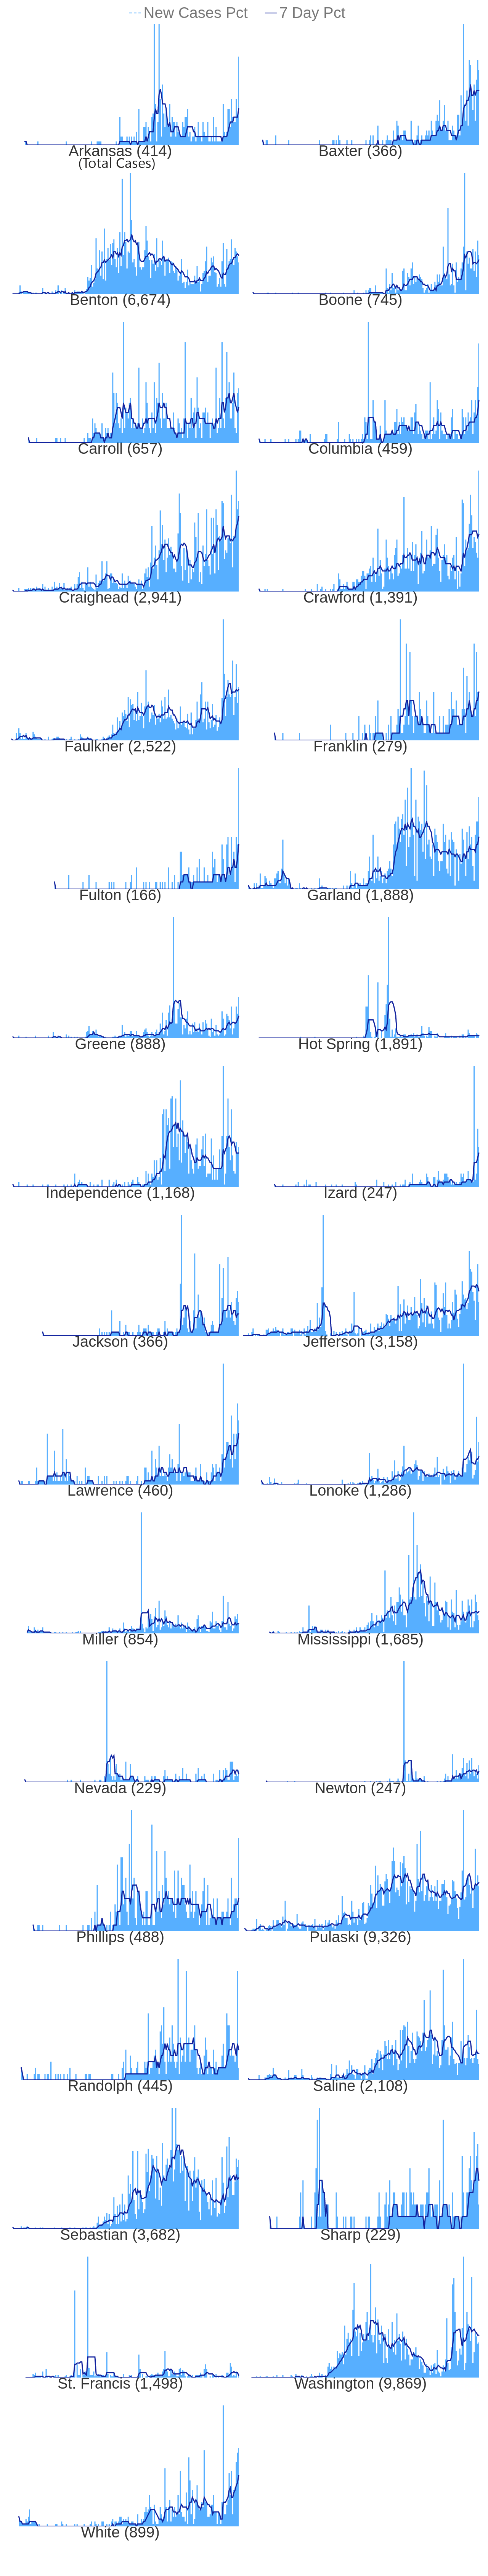 New Cases Pct 7 Day Pct
Arkansas (414) Baxter (366)
(Total Cases)
Benton (6,674) Boone (745)
Carroll (657) Columbia (459)
Craighead (2,941) Crawford (1,391)
Faulkner (2,522) Franklin (279)
Fulton (166) Garland (1,888)
Greene (888) Hot Spring (1,891)
Independence (1,168) Izard (247)
Jackson (366) Jefferson (3,158)
Lawrence (460) Lonoke (1,286)
Miller (854) Mississippi (1,685)
Nevada (229) Newton (247)
Phillips (488) Pulaski (9,326)
Randolph (445) Saline (2,108)
Sebastian (3,682) Sharp (229)
St. Francis (1,498) Washington (9,869)
White (899)